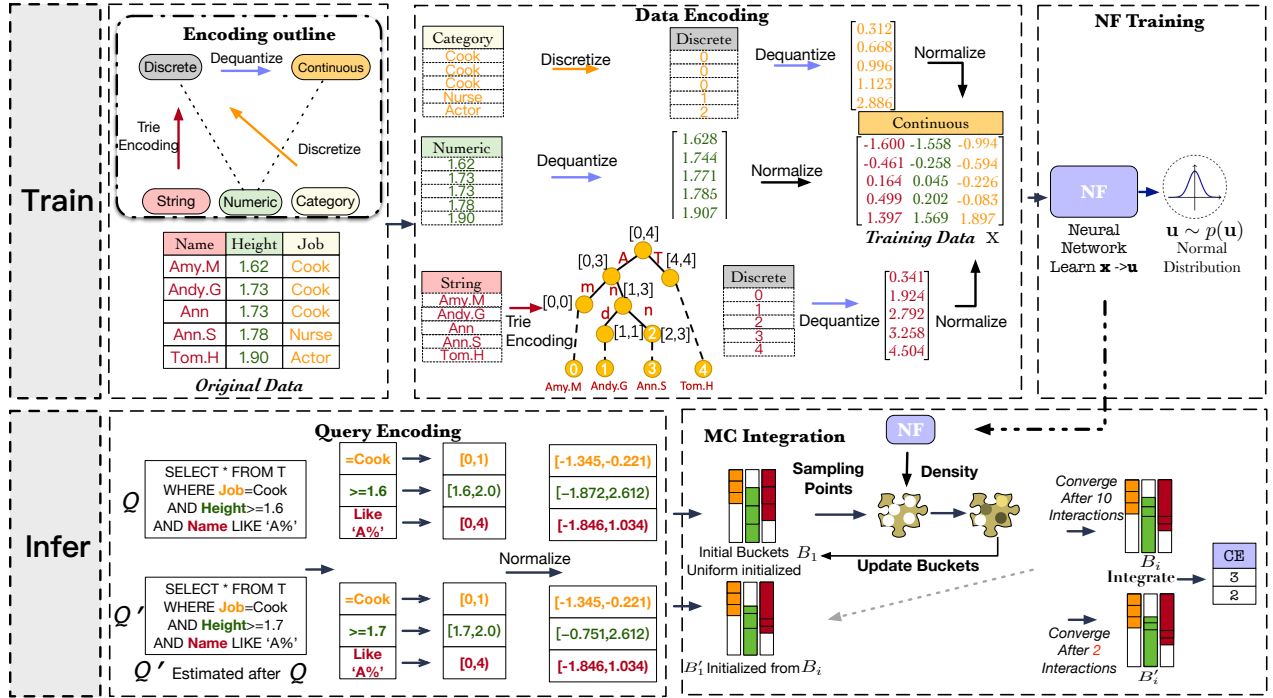 Train
Encoding outline
Discrete
Dequantize
Continuous
Trie
Encoding
Discretize
String
Numeric
Category
Name Height Job
Amy.M 1.62 Cook
Andy.G 1.73 Cook
Ann 1.73 Cook
Ann.S 1.78 Nurse
Tom.H 1.90 Actor
Original Data
Data Encoding
Category
Cook
Cook
Cook
Nurse
Actor
Discretize
Discrete
0
0
0
1
2
Dequantize
0.312
0.668
0.996
1.123
2.886
Normalize
Numeric
1.62
1.73
1.73
1.78
1.90
Dequantize
1.628
1.744
1.771
1.785
1.907
Normalize
Continuous
-1.600 -1.558 -0.994
-0.461 -0.258 -0.594
0.164 0.045 -0.226
0.499 0.202 -0.083
1.397 1.569 1.897
Training Data X
String
Amy.M
Andy.G
Ann
Ann.S
Tom.H
Trie
Encoding
[0,4]
A T
[0,3] [4,4]
m n
[0,0] [1,3]
d n
[1,1] 2 [2,3]
0 1 3 4
Amy.M Andy.G Ann.S Tom.H
Discrete
0
1
2
3
4
Dequantize
0.341
1.924
2.792
3.258
4.504
Normalize
NF Training
NF
Neural
Network
Learn x ->u
u ∼ p(u)
Normal
Distribution
Infer
Query Encoding
Q
SELECT * FROM T
WHERE Job=Cook
AND Height>=1.6
AND Name LIKE ‘A%’
=Cook [0,1) [-1.345,-0.221)
>=1.6 [1.6,2.0) [-1.872,2.612)
Like
‘A%’ [0,4) [-1.846,1.034)
Normalize
Q′
SELECT * FROM T
WHERE Job=Cook
AND Height>=1.7
AND Name LIKE ‘A%’
=Cook [0,1) [-1.345,-0.221)
>=1.7 [1.7,2.0) [-0.751,2.612)
Like
‘A%’ [0,4) [-1.846,1.034)
Q′ Estimated after Q
MC Integration
NF
Sampling
Points
Density
Initial Buckets B1
Uniform initialized
Update Buckets
B′1 Initialized from Bi
Converge
After 10
Interactions
Bi
Integrate
CE
3
2
Converge
After 2
Interactions
B′i